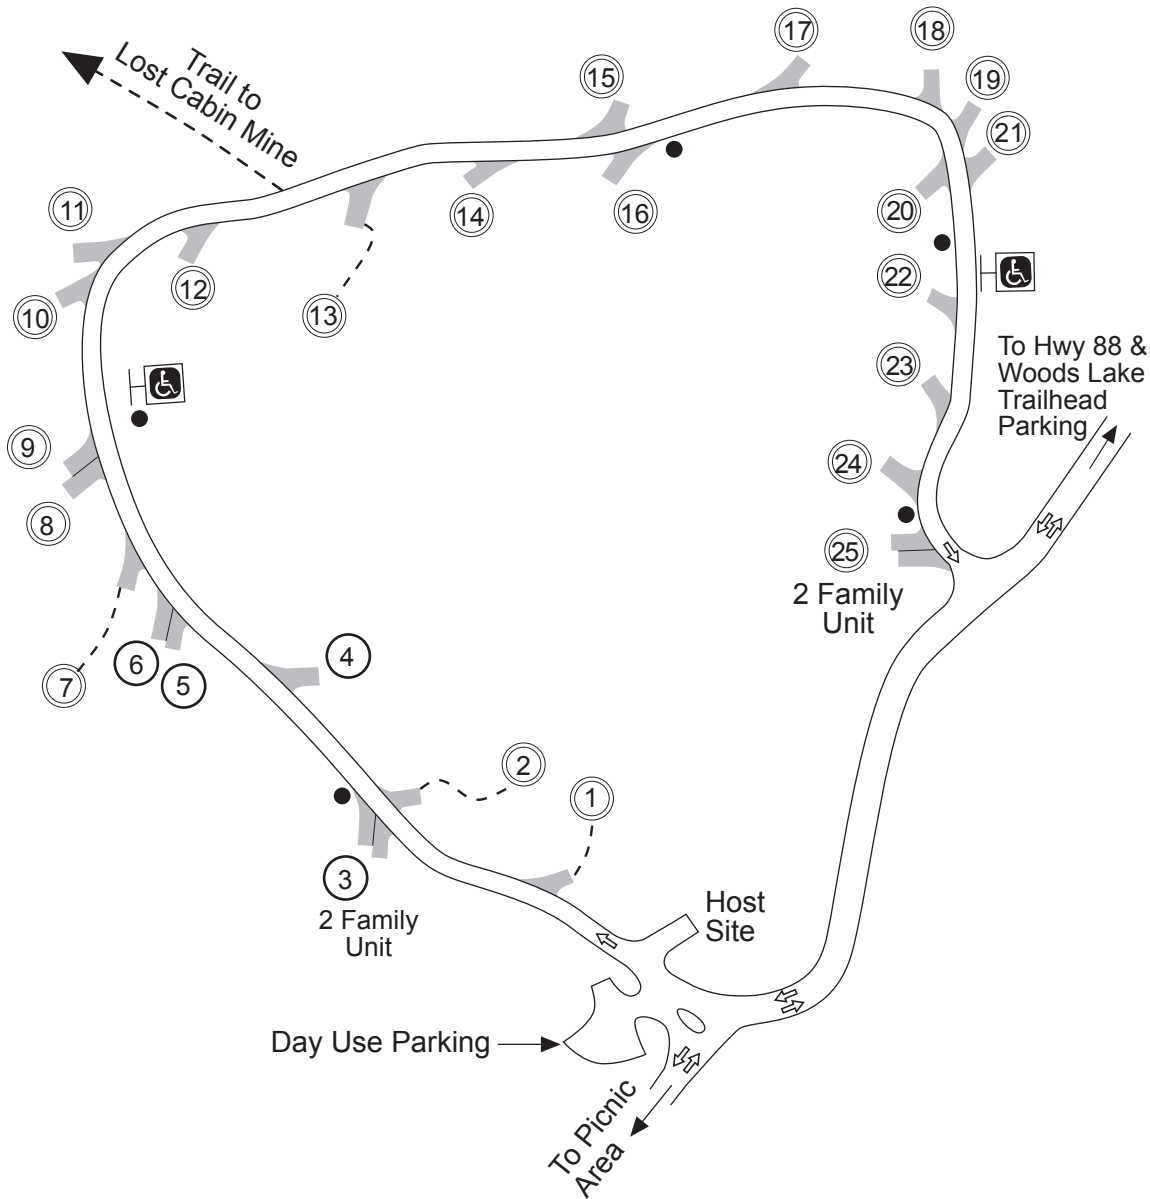 Trail to
Lost Cabin Mine
17
18
15
19
21
11
14
16
20
12
10
13
22
To Hwy 88 &
Woods Lake
Trailhead
Parking
23
9
24
8
25
2 Family
Unit
6
4
7
5
2
1
3
2 Family
Unit
Host
Site
Day Use Parking
To Picnic
Area